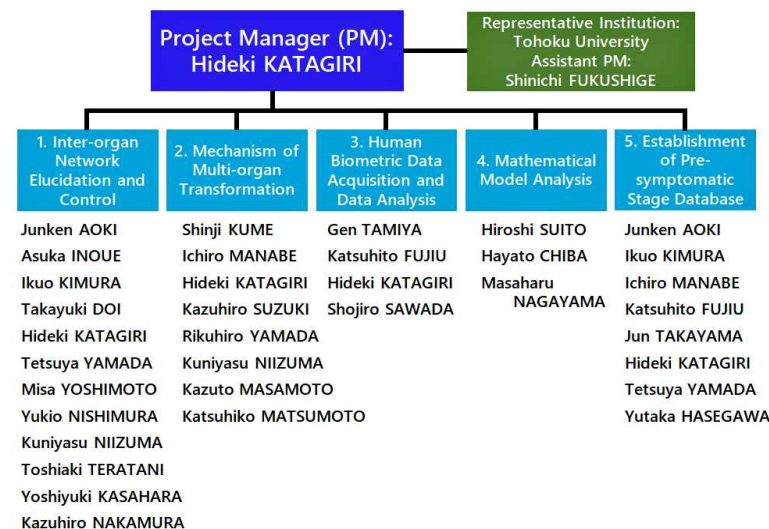 Project Manager (PM):
Hideki KATAGIRI
Representative Institution:
Tohoku University
Assistant PM:
Shinichi FUKUSHIGE
1. Inter-organ
Network
Elucidation and
Control
Junken AOKI
Asuka INOUE
Ikuo KIMURA
Takayuki DOI
Hideki KATAGIRI
Tetsuya YAMADA
Misa YOSHIMOTO
Yukio NISHIMURA
Kuniyasu NIIZUMA
Toshiaki TERATANI
Yoshiyuki KASAHARA
Kazuhiro NAKAMURA
2. Mechanism of
Multi-organ
Transformation
Shinji KUME
Ichiro MANABE
Hideki KATAGIRI
Kazuhiro SUZUKI
Rikuhiro YAMADA
Kuniyasu NIIZUMA
Kazuto MASAMOTO
Katsuhiko MATSUMOTO
3. Human
Biometric Data
Acquisition and
Data Analysis
Gen TAMIYA
Katsuhito FUJIU
Hideki KATAGIRI
Shojiro SAWADA
4. Mathematical
Model Analysis
Hiroshi SUITO
Hayato CHIBA
Masaharu
NAGAYAMA
5. Establishment
of Pre-
symptomatic
Stage Database
Junken AOKI
Ikuo KIMURA
Ichiro MANABE
Katsuhito FUJIU
Jun TAKAYAMA
Hideki KATAGIRI
Tetsuya YAMADA
Yutaka HASEGAWA